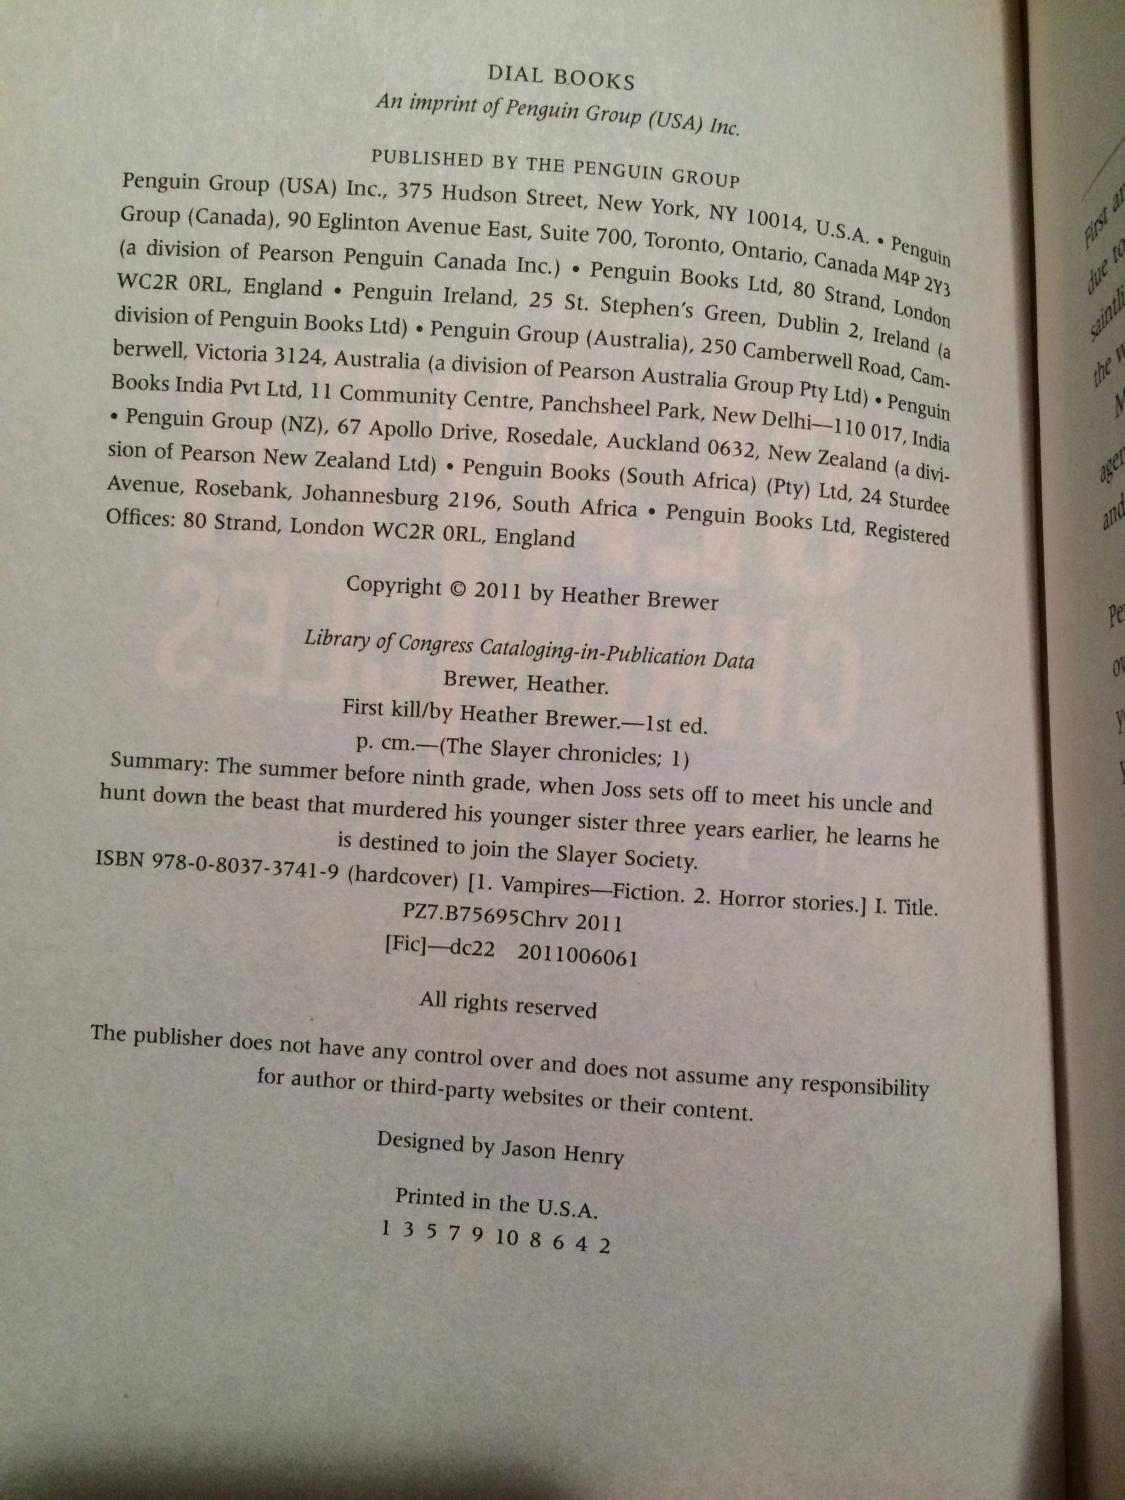 DIAL BOOKS
An imprint of Penguin Group (USA) Inc.
PUBLISHED BY THE PENGUIN GROUP
Penguin Group (USA) Inc., 375 Hudson Street, New York, NY 10014, U.S.A. • Penguin
Group (Canada), 90 Eglinton Avenue East, Suite 700, Toronto, Ontario, Canada M4P 2Y3
(a division of Pearson Penguin Canada Inc.) • Penguin Books Ltd, 80 Strand, London
WC2R 0RL, England • Penguin Ireland, 25 St. Stephen's Green, Dublin 2, Ireland (a
division of Penguin Books Ltd) • Penguin Group (Australia), 250 Camberwell Road, Cam-
berwell, Victoria 3124, Australia (a division of Pearson Australia Group Pty Ltd) • Penguin
Books India Pvt Ltd, 11 Community Centre, Panchsheel Park, New Delhi—110 017, India
• Penguin Group (NZ), 67 Apollo Drive, Rosedale, Auckland 0632, New Zealand (a divi-
sion of Pearson New Zealand Ltd) • Penguin Books (South Africa) (Pty) Ltd, 24 Sturdee
Avenue, Rosebank, Johannesburg 2196, South Africa • Penguin Books Ltd, Registered
Offices: 80 Strand, London WC2R 0RL, England
Copyright © 2011 by Heather Brewer
Library of Congress Cataloging-in-Publication Data
Brewer, Heather.
First kill/by Heather Brewer.—1st ed.
p. cm.—(The Slayer chronicles; 1)
Summary: The summer before ninth grade, when Joss sets off to meet his uncle and
hunt down the beast that murdered his younger sister three years earlier, he learns he
is destined to join the Slayer Society.
ISBN 978-0-8037-3741-9 (hardcover) [1. Vampires—Fiction. 2. Horror stories.] I. Title.
PZ7.B75695Chrv 2011
[Fic]—dc22 2011006061
All rights reserved
The publisher does not have any control over and does not assume any responsibility
for author or third-party websites or their content.
Designed by Jason Henry
Printed in the U.S.A.
1 3 5 7 9 10 8 6 4 2
First
due to
the
and